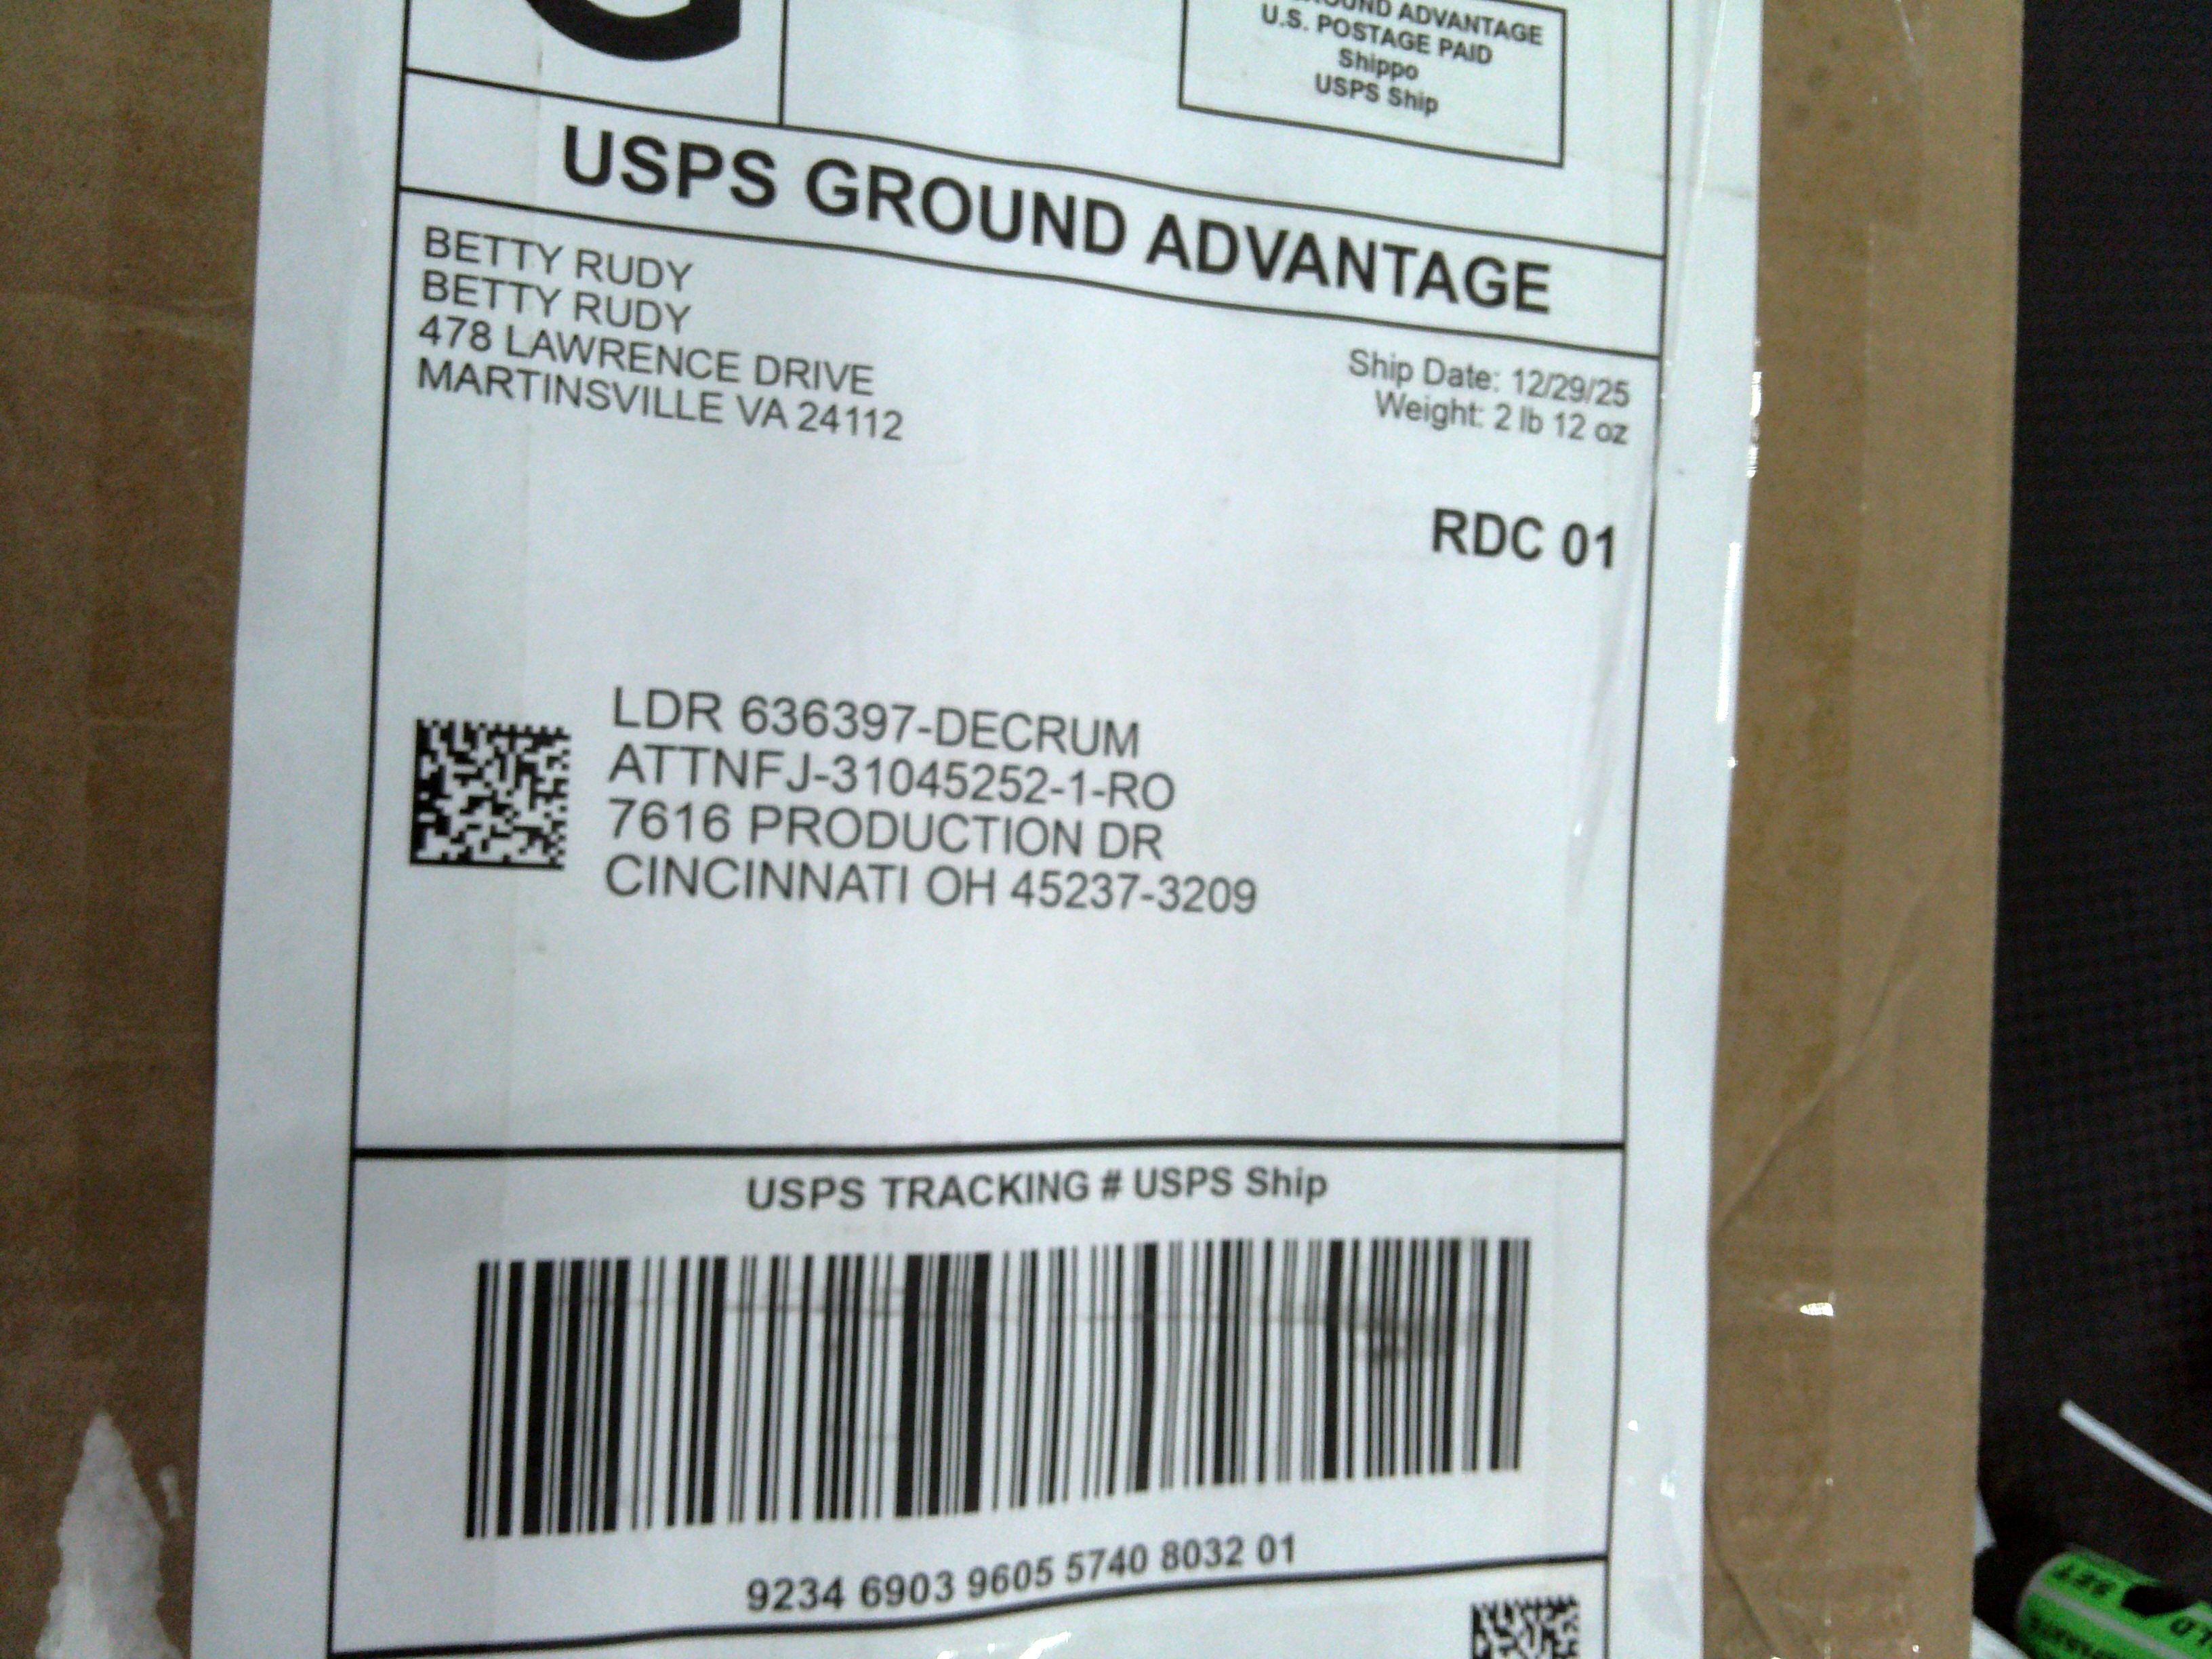 GROUND ADVANTAGE
U.S. POSTAGE PAID
Shippo
USPS Ship
USPS GROUND ADVANTAGE
BETTY RUDY
BETTY RUDY
478 LAWRENCE DRIVE
MARTINSVILLE VA 24112
Ship Date: 12/29/25
Weight: 2 lb 12 oz
RDC 01
LDR 636397-DECRUM
ATTNFJ-31045252-1-RO
7616 PRODUCTION DR
CINCINNATI OH 45237-3209
USPS TRACKING # USPS Ship
9234 6903 9605 5740 8032 01